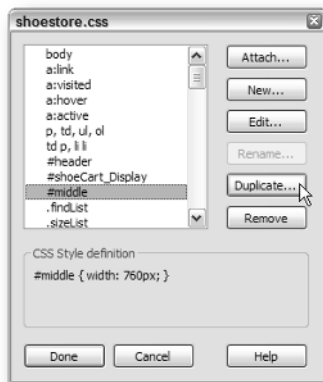 shoestore.css
body
a:link
a:visited
a:hover
a:active
p, td, ul, ol
td p, li li
#header
#shoeCart_Display
#middle
.findList
.sizeList
Attach...
New...
Edit...
Rename...
Duplicate...
Remove
CSS Style definition
#middle { width: 760px; }
Done
Cancel
Help